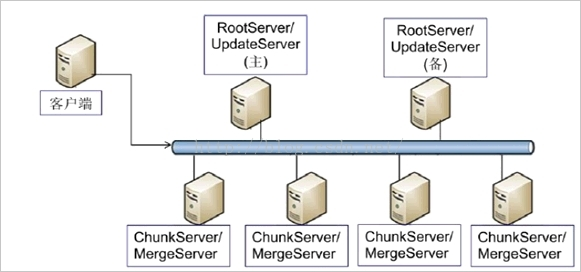 RootServer/
UpdateServer
(主)
RootServer/
UpdateServer
(备)
客户端
ChunkServer/
MergeServer
ChunkServer/
MergeServer
ChunkServer/
MergeServer
ChunkServer/
MergeServer